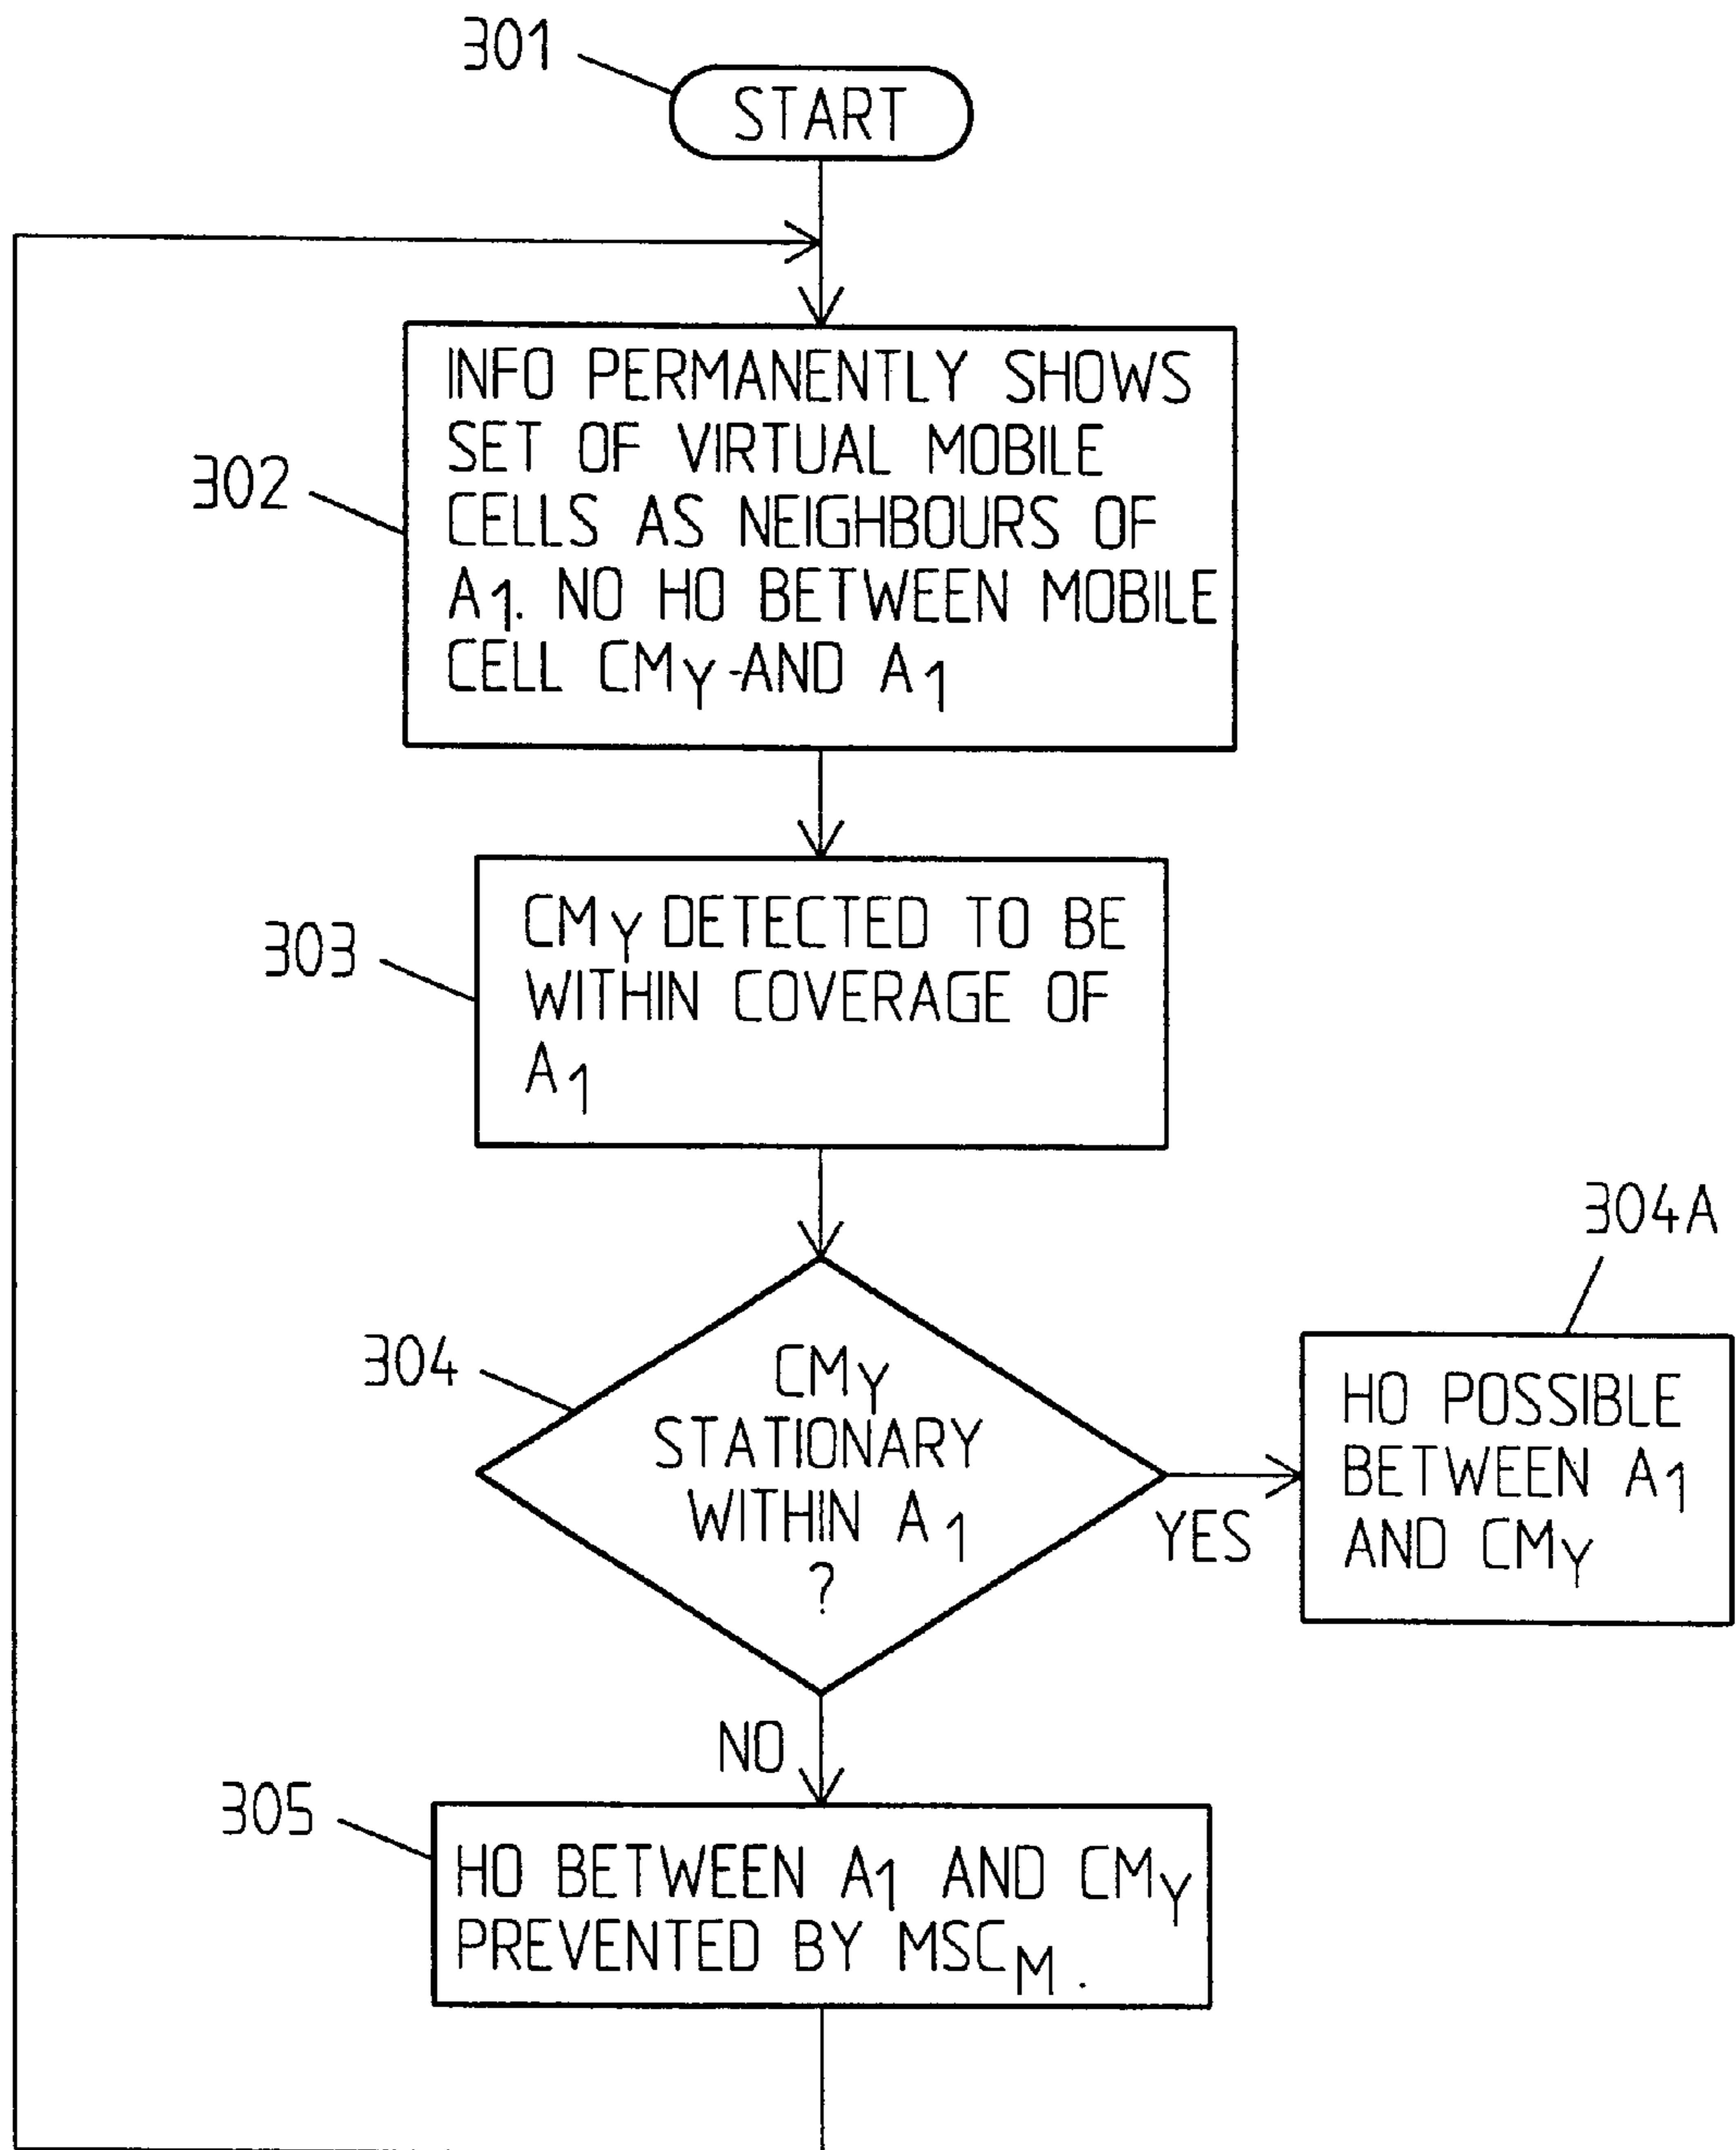 301
START
302
INFO PERMANENTLY SHOWS
SET OF VIRTUAL MOBILE
CELLS AS NEIGHBOURS OF
A1. NO HO BETWEEN MOBILE
CELL CMY-AND A1
303
CMY DETECTED TO BE
WITHIN COVERAGE OF
A1
304A
304
CMY
STATIONARY
WITHIN A1
?
YES
HO POSSIBLE
BETWEEN A1
AND CMY
NO
305
HO BETWEEN A1 AND CMY
PREVENTED BY MSCM.